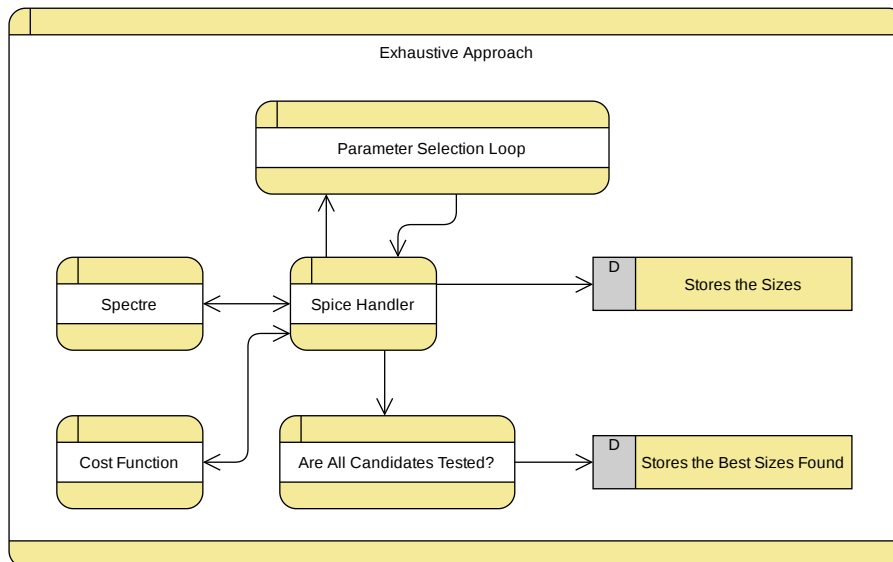 Exhaustive Approach
Parameter Selection Loop
Spectre
Spice Handler
D
Stores the Sizes
Cost Function
Are All Candidates Tested?
D
Stores the Best Sizes Found